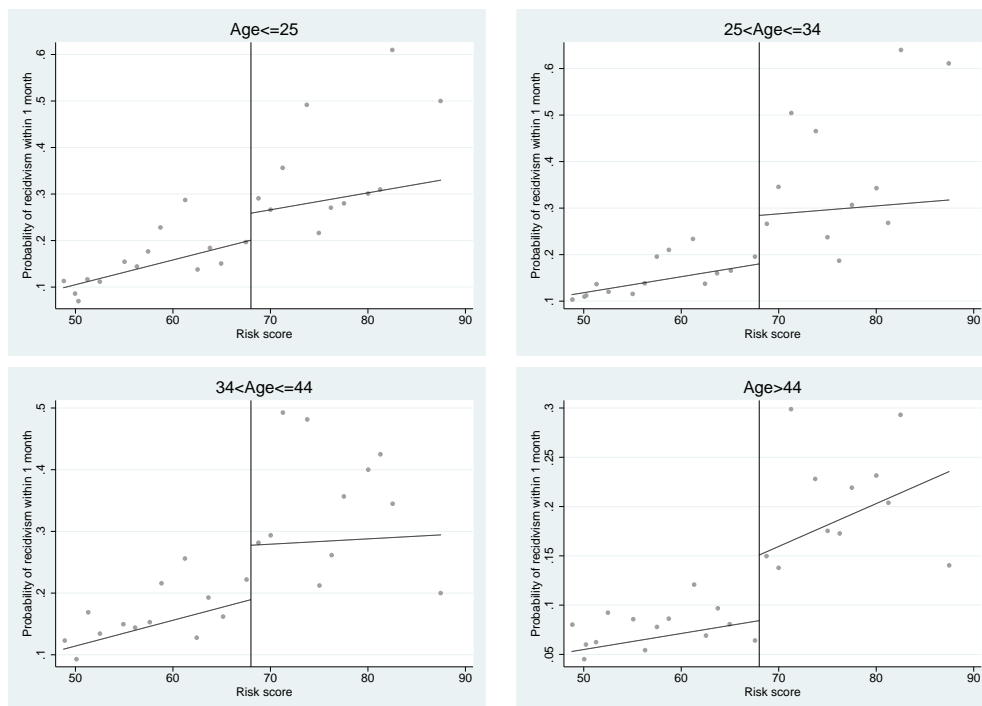 Age<=25
Probability of recidivism within 1 month
.6
.5
.4
.3
.2
.1
50 60 70 80 90
Risk score
25<Age<=34
Probability of recidivism within 1 month
.6
.5
.4
.3
.2
.1
50 60 70 80 90
Risk score
34<Age<=44
Probability of recidivism within 1 month
.5
.4
.3
.2
.1
50 60 70 80 90
Risk score
Age>44
Probability of recidivism within 1 month
.3
.25
.2
.15
.1
.05
50 60 70 80 90
Risk score